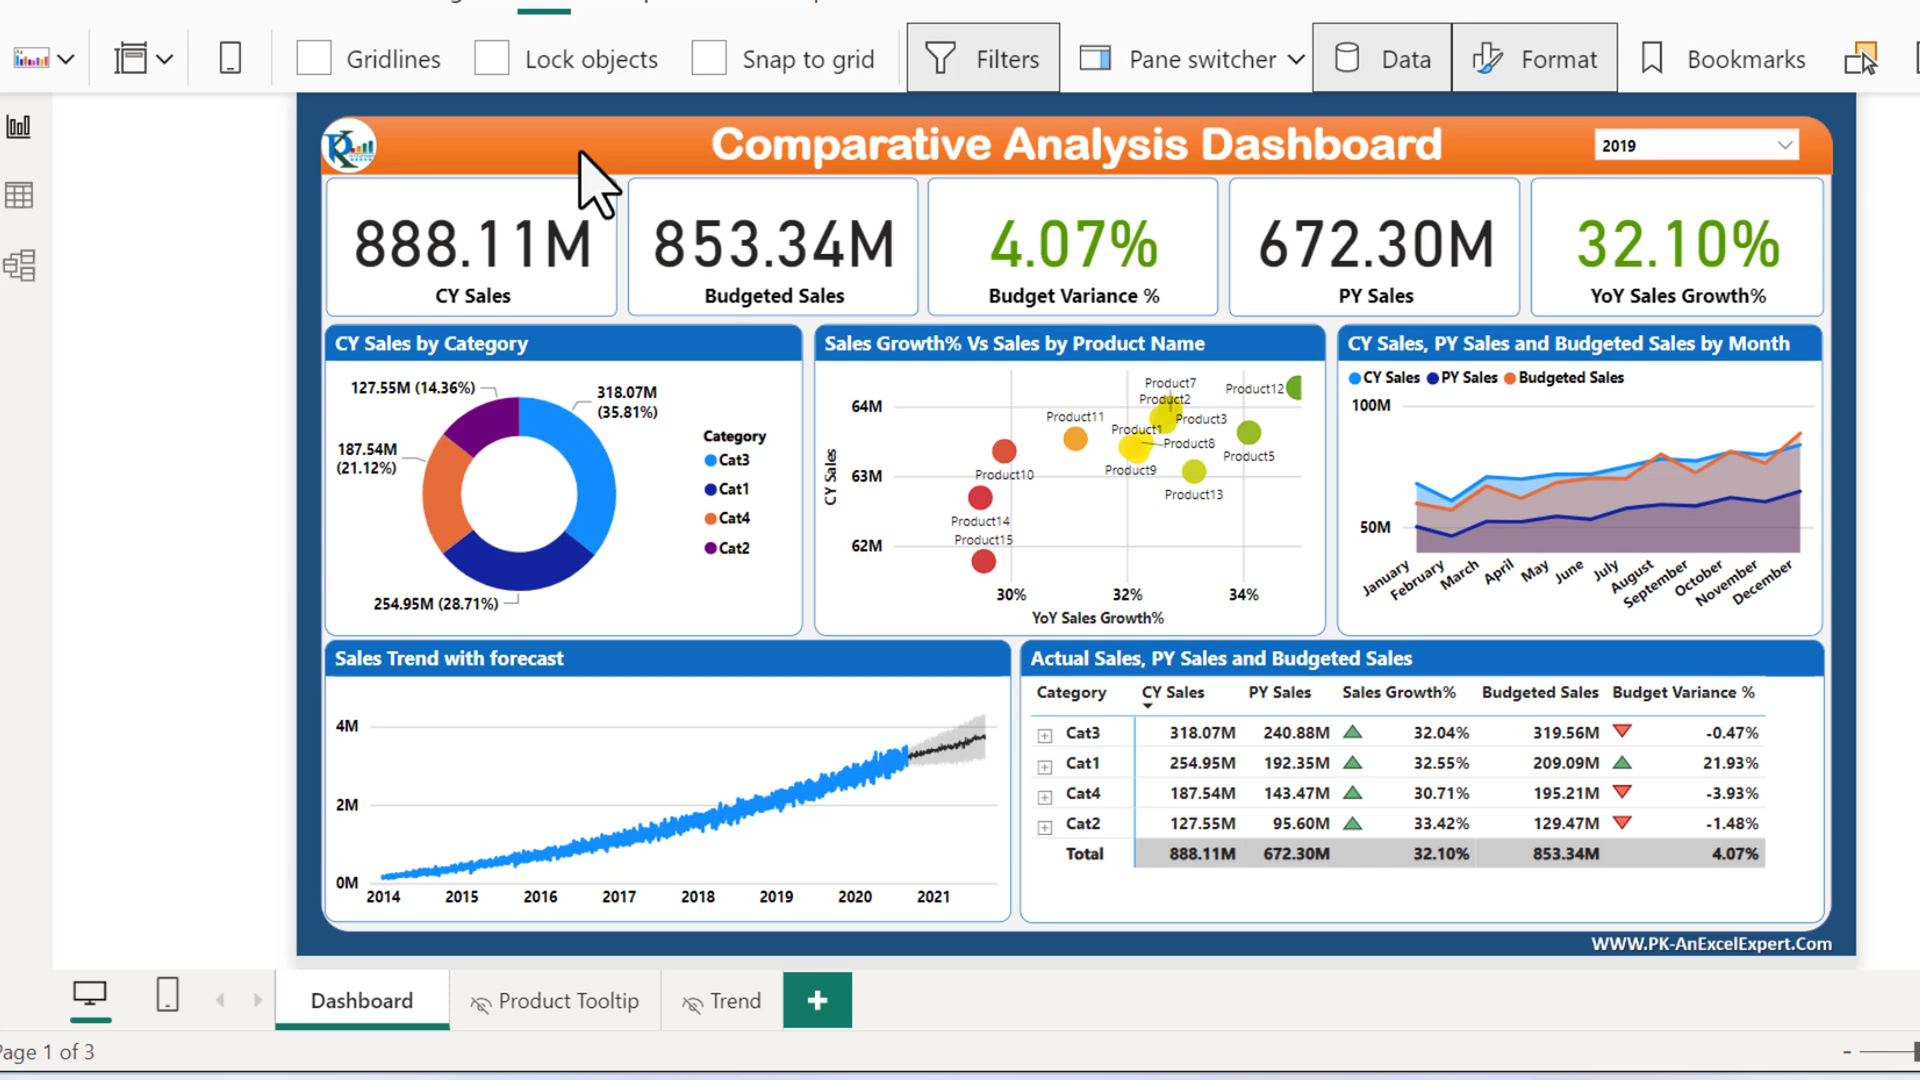 Gridlines
Lock objects
Snap to grid
Filters
Pane switcher
Data
Format
Bookmarks
Comparative Analysis Dashboard
2019
888.11M
CY Sales
853.34M
Budgeted Sales
4.07%
Budget Variance %
672.30M
PY Sales
32.10%
YoY Sales Growth%
CY Sales by Category
127.55M (14.36%)
318.07M
(35.81%)
187.54M
(21.12%)
254.95M (28.71%)
Category
Cat3
Cat1
Cat4
Cat2
Sales Growth% Vs Sales by Product Name
64M
63M
62M
CY Sales
Product7
Product2
Product12
Product11
Product3
Product1
Product8
Product5
Product9
Product10
Product13
Product14
Product15
30% 32% 34%
YoY Sales Growth%
CY Sales, PY Sales and Budgeted Sales by Month
CY Sales PY Sales Budgeted Sales
100M
50M
January February March April May June July August September October November December
Sales Trend with forecast
4M
2M
0M
2014 2015 2016 2017 2018 2019 2020 2021
Actual Sales, PY Sales and Budgeted Sales
Category CY Sales PY Sales Sales Growth% Budgeted Sales Budget Variance %
Cat3 318.07M 240.88M 32.04% 319.56M -0.47%
Cat1 254.95M 192.35M 32.55% 209.09M 21.93%
Cat4 187.54M 143.47M 30.71% 195.21M -3.93%
Cat2 127.55M 95.60M 33.42% 129.47M -1.48%
Total 888.11M 672.30M 32.10% 853.34M 4.07%
WWW.PK-AnExcelExpert.Com
Dashboard
Product Tooltip
Trend
Page 1 of 3